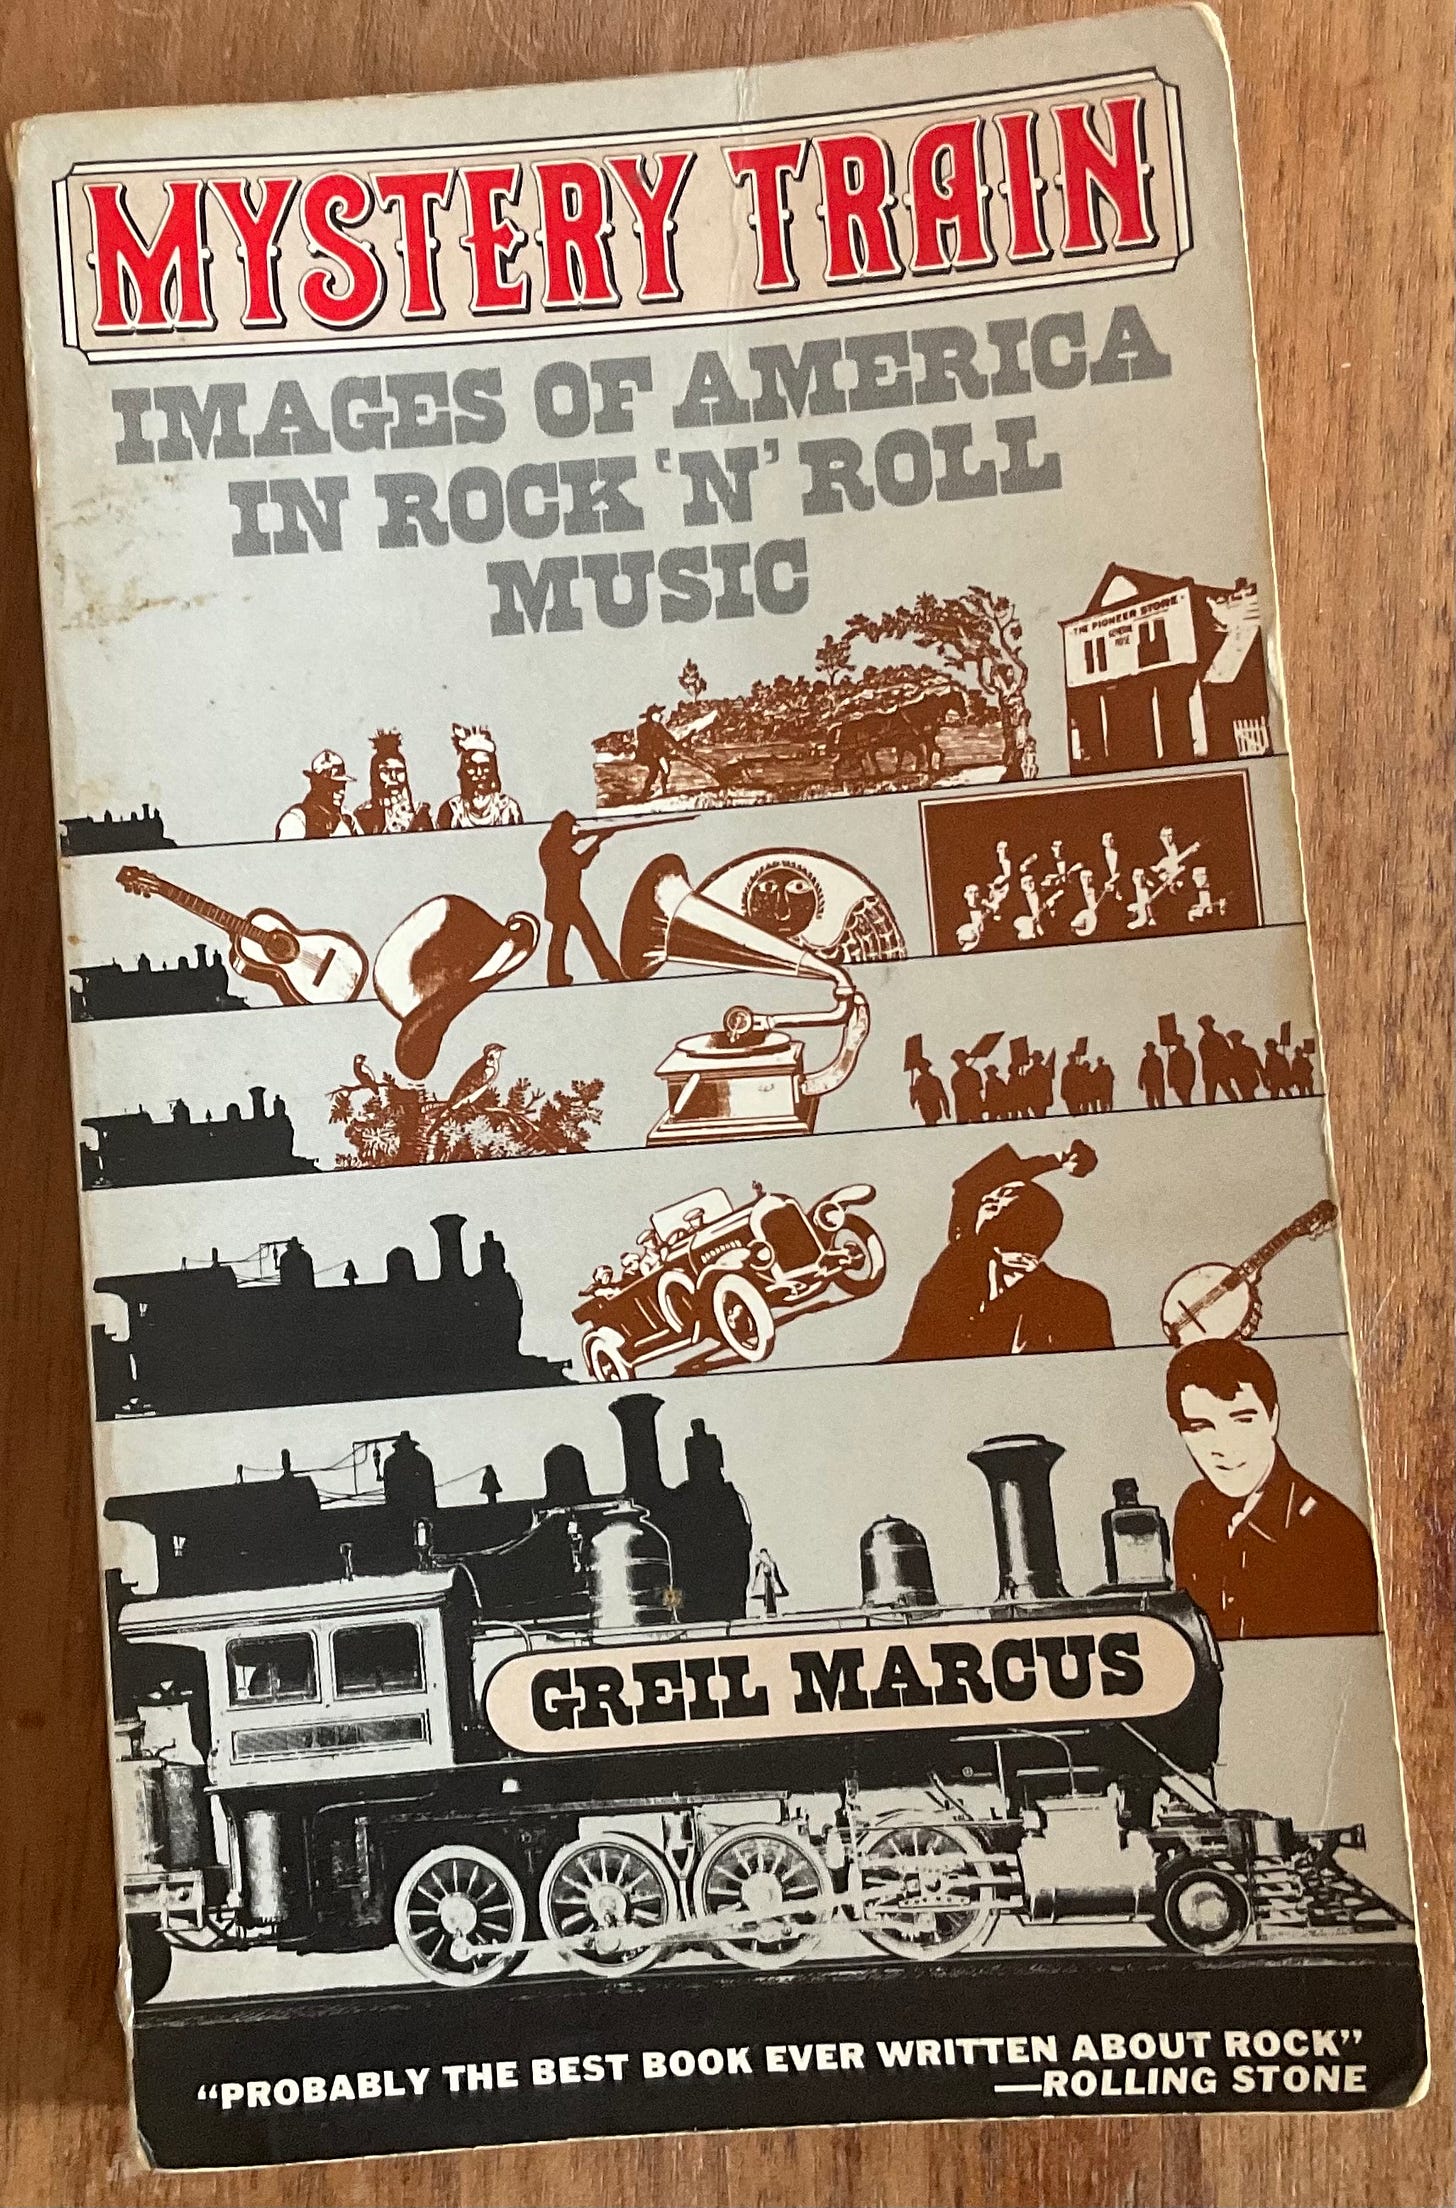 MYSTERY TRAIN
IMAGES OF AMERICA
IN ROCK 'N' ROLL
MUSIC
THE PIONEER STORE
GREIL MARCUS
“PROBABLY THE BEST BOOK EVER WRITTEN ABOUT ROCK”
—ROLLING STONE